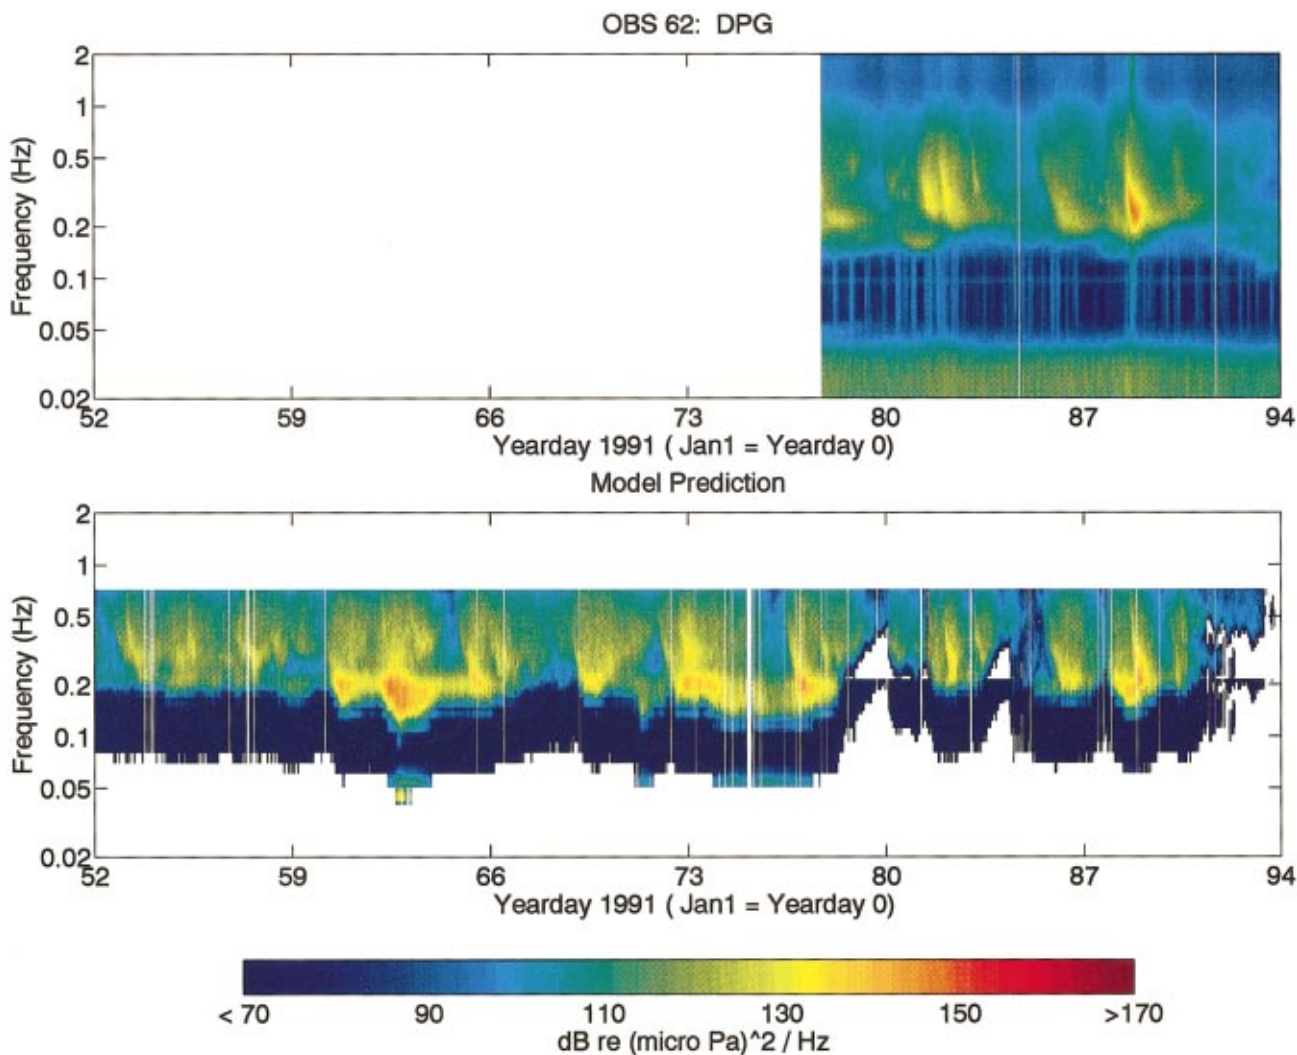 OBS 62: DPG
2
1
0.5
0.2
0.1
0.05
0.02
Frequency (Hz)
52 59 66 73 80 87 94
Yearday 1991 ( Jan1 = Yearday 0)
Model Prediction
2
1
0.5
0.2
0.1
0.05
0.02
Frequency (Hz)
52 59 66 73 80 87 94
Yearday 1991 ( Jan1 = Yearday 0)
< 70 90 110 130 150 >170
dB re (micro Pa)^2 / Hz